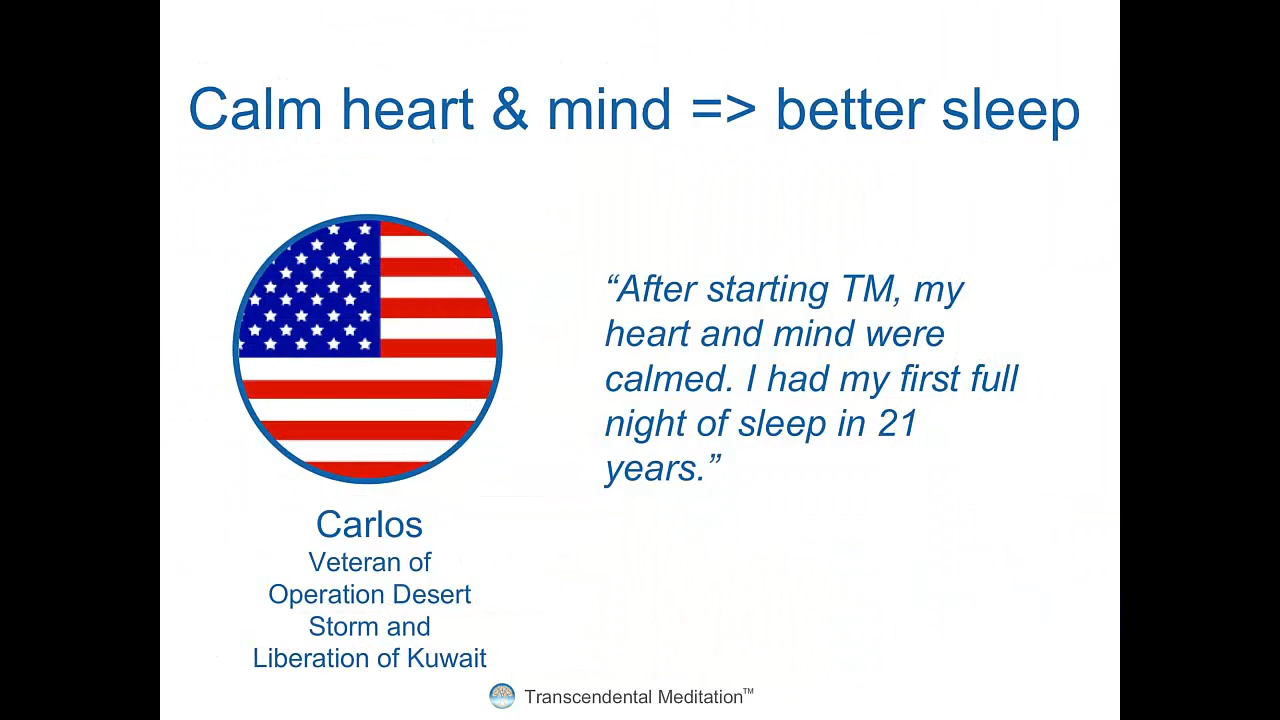 Calm heart & mind => better sleep
“After starting TM, my
heart and mind were
calmed. I had my first full
night of sleep in 21
years.”
Carlos
Veteran of
Operation Desert
Storm and
Liberation of Kuwait
Transcendental Meditation™